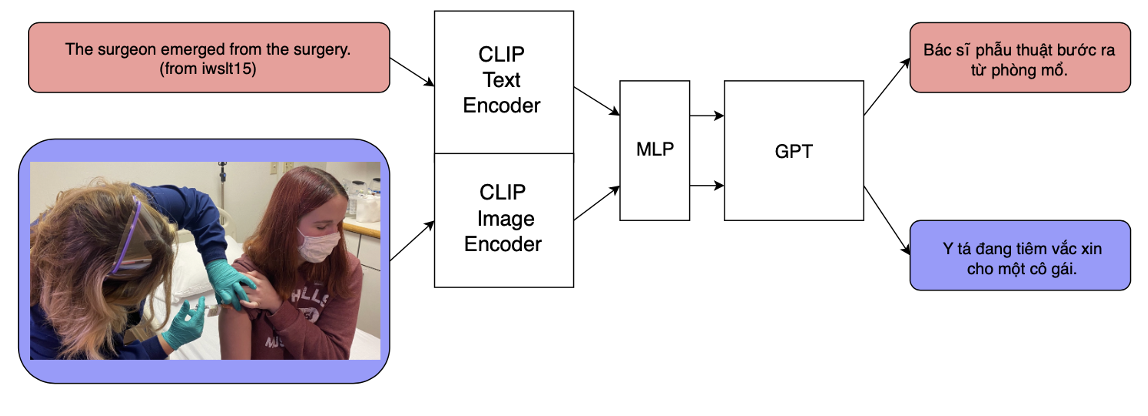 The surgeon emerged from the surgery.
(from iwslt15)
CLIP
Text
Encoder
CLIP
Image
Encoder
MLP
GPT
Bác sĩ phẫu thuật bước ra
từ phòng mổ.
Y tá đang tiêm vắc xin
cho một cô gái.